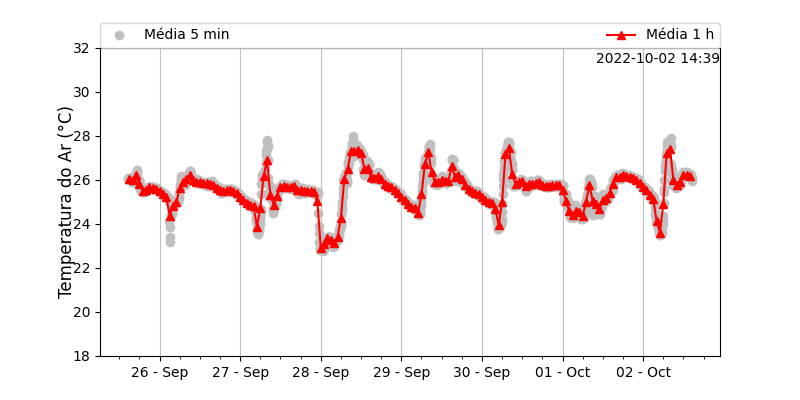 Média 5 min
Média 1 h
2022-10-02 14:39
Temperatura do Ar (°C)
32
30
28
26
24
22
20
18
26 - Sep
27 - Sep
28 - Sep
29 - Sep
30 - Sep
01 - Oct
02 - Oct